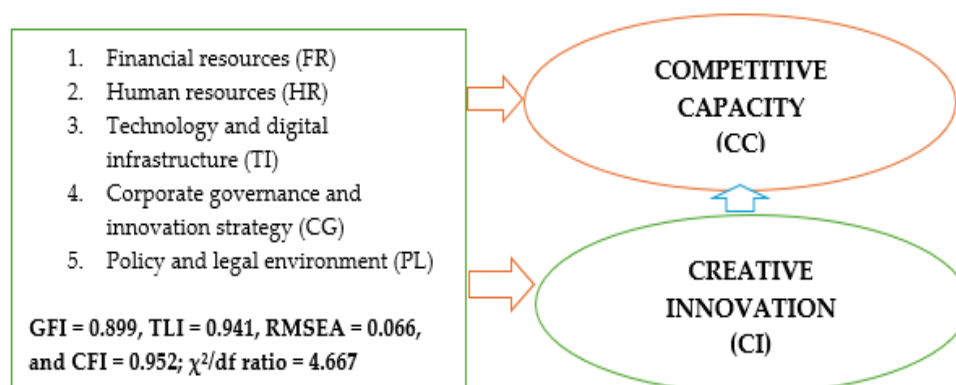 1. Financial resources (FR)
2. Human resources (HR)
3. Technology and digital
infrastructure (TI)
4. Corporate governance and
innovation strategy (CG)
5. Policy and legal environment (PL)
GFI = 0.899, TLI = 0.941, RMSEA = 0.066,
and CFI = 0.952; χ²/df ratio = 4.667
COMPETITIVE
CAPACITY
(CC)
CREATIVE
INNOVATION
(CI)